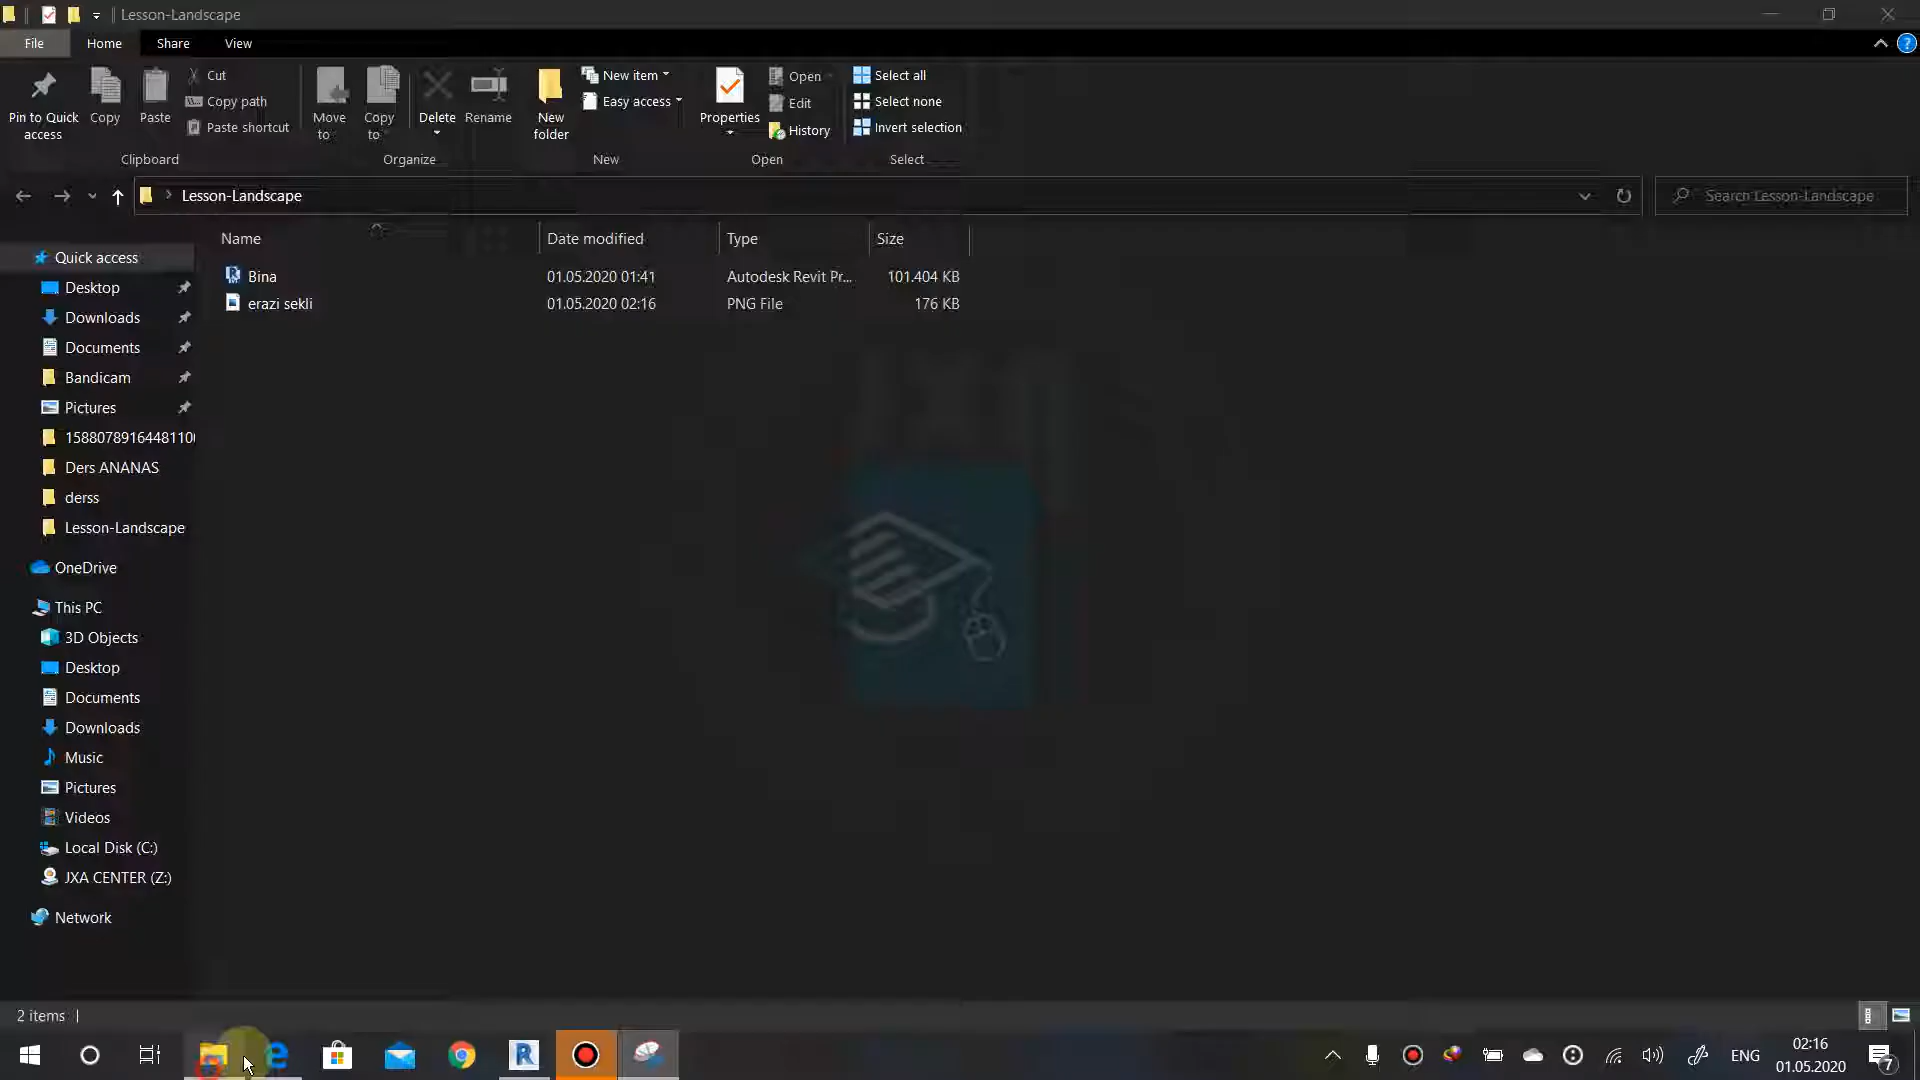 Lesson-Landscape
File
Home
Share
View
Pin to Quick access
Copy
Paste
Cut
Copy path
Paste shortcut
Clipboard
Move to
Copy to
Delete
Rename
Organize
New folder
New item
Easy access
New
Properties
Open
Edit
History
Open
Select all
Select none
Invert selection
Select
Lesson-Landscape
Search Lesson-Landscape
Name
Date modified
Type
Size
Bina
01.05.2020 01:41
Autodesk Revit Pr...
101.404 KB
erazi sekli
01.05.2020 02:16
PNG File
176 KB
Quick access
Desktop
Downloads
Documents
Bandicam
Pictures
Ders ANANAS
derss
Lesson-Landscape
OneDrive
This PC
3D Objects
Desktop
Documents
Downloads
Music
Pictures
Videos
Local Disk (C:)
JXA CENTER (Z:)
Network
2 items
ENG
02:16
01.05.2020
7